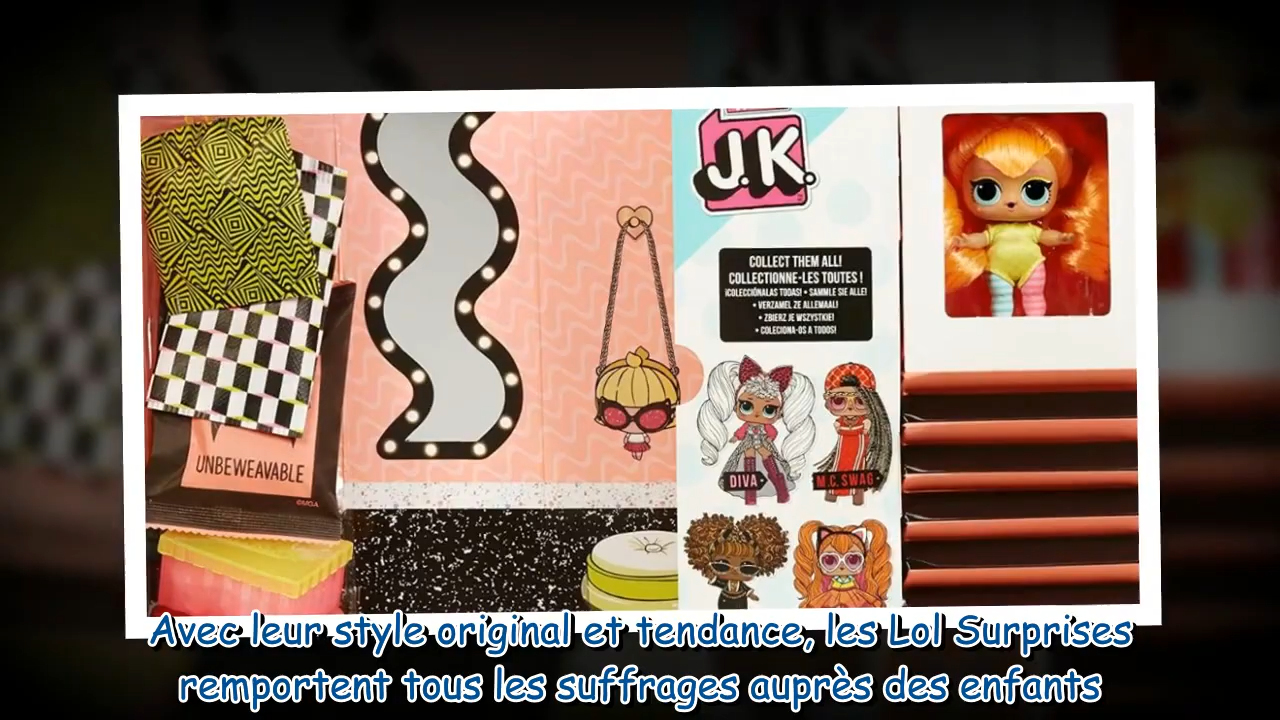 J.K.
COLLECT THEM ALL!
COLLECTIONNE-LES TOUTES !
¡COLECCIÓNALAS TODAS! • SAMMLE SIE ALLE!
• VERZAMEL ZE ALLEMAAL!
• ZBIERZ JE WSZYSTKIE!
• COLECIONA-OS A TODOS!
UNBEWEAVABLE
©MGA
DIVA
M.C. SWAG
Avec leur style original et tendance, les Lol Surprises
remportent tous les suffrages auprès des enfants